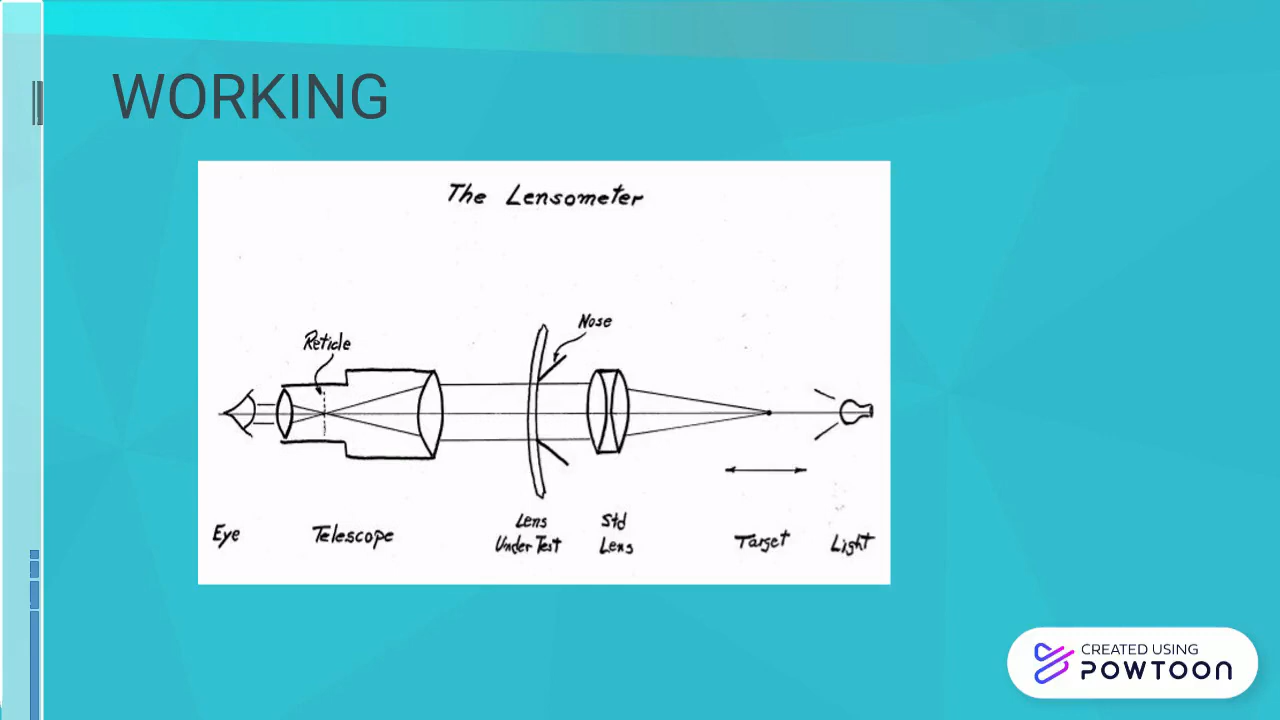 WORKING
The Lensometer
Nose
Reticle
Eye
Telescope
Lens
Under Test
Std
Lens
Target
Light
CREATED USING
POWTOON